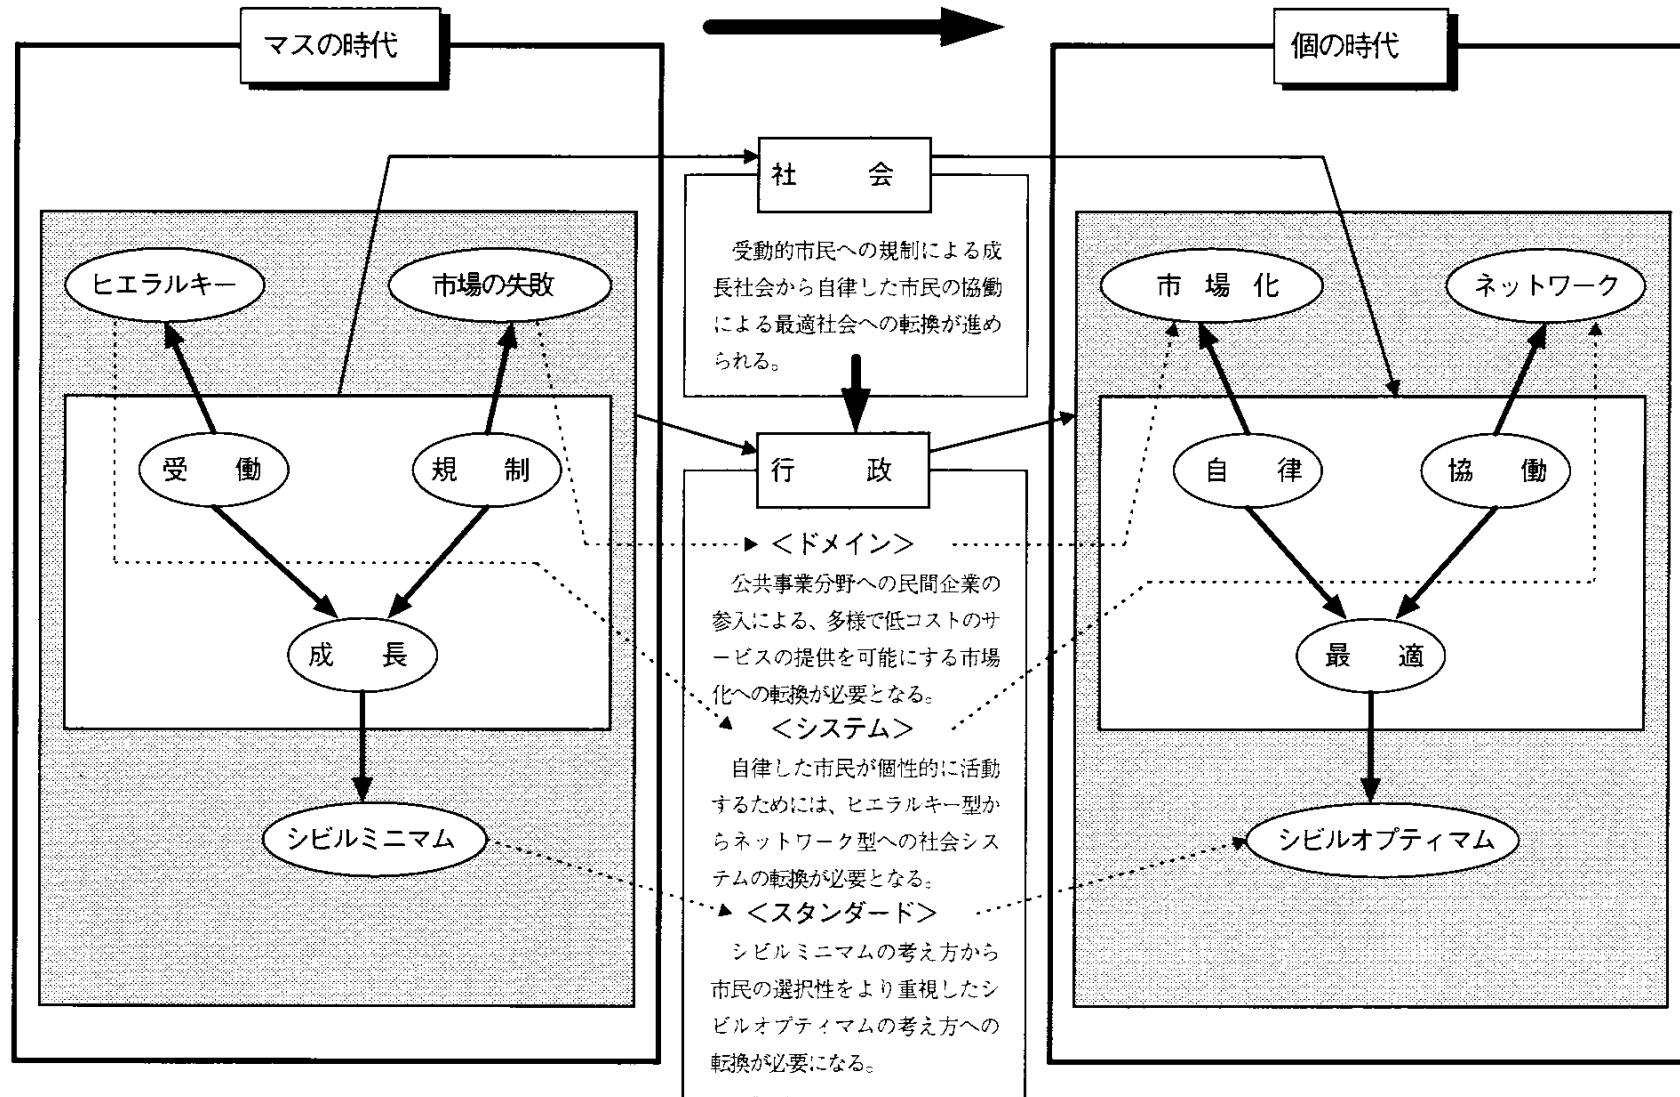 マスの時代
個の時代
社　会
受動的市民への規制による成
長社会から自律した市民の協働
による最適社会への転換が進め
られる。
ヒエラルキー
市場の失敗
受　働
規　制
成　長
シビルミニマム
行　政
＜ドメイン＞
公共事業分野への民間企業の
参入による、多様で低コストのサ
ービスの提供を可能にする市場
化への転換が必要となる。
＜システム＞
自律した市民が個性的に活動
するためには、ヒエラルキー型か
らネットワーク型への社会シス
テムの転換が必要となる。
＜スタンダード＞
シビルミニマムの考え方から
市民の選択性をより重視したシ
ビルオプティマムの考え方への
転換が必要になる。
市　場　化
ネットワーク
自　律
協　働
最　適
シビルオプティマム